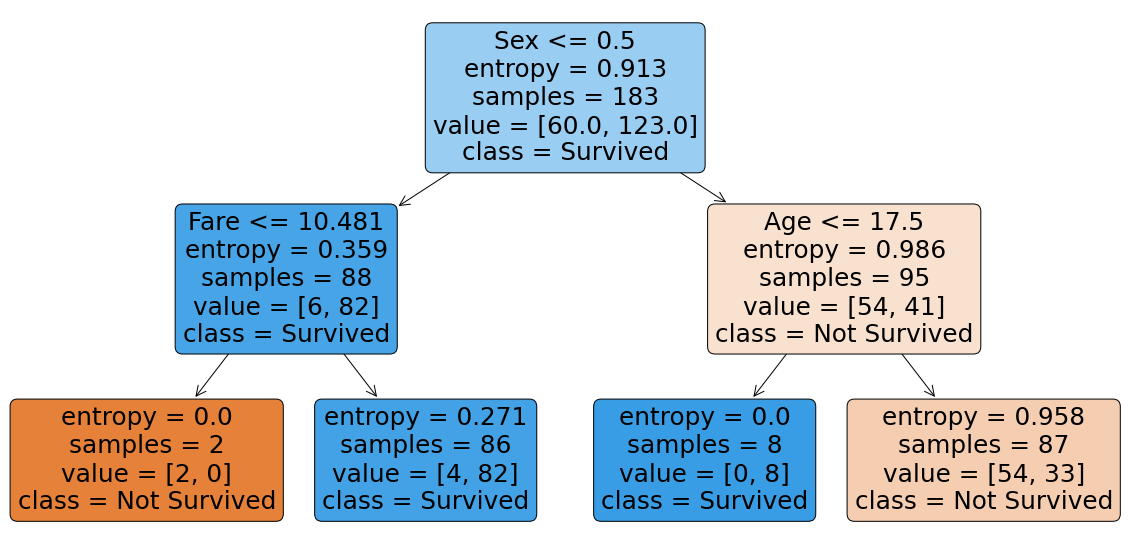 Sex <= 0.5
entropy = 0.913
samples = 183
value = [60.0, 123.0]
class = Survived
Fare <= 10.481
entropy = 0.359
samples = 88
value = [6, 82]
class = Survived
Age <= 17.5
entropy = 0.986
samples = 95
value = [54, 41]
class = Not Survived
entropy = 0.0
samples = 2
value = [2, 0]
class = Not Survived
entropy = 0.271
samples = 86
value = [4, 82]
class = Survived
entropy = 0.0
samples = 8
value = [0, 8]
class = Survived
entropy = 0.958
samples = 87
value = [54, 33]
class = Not Survived